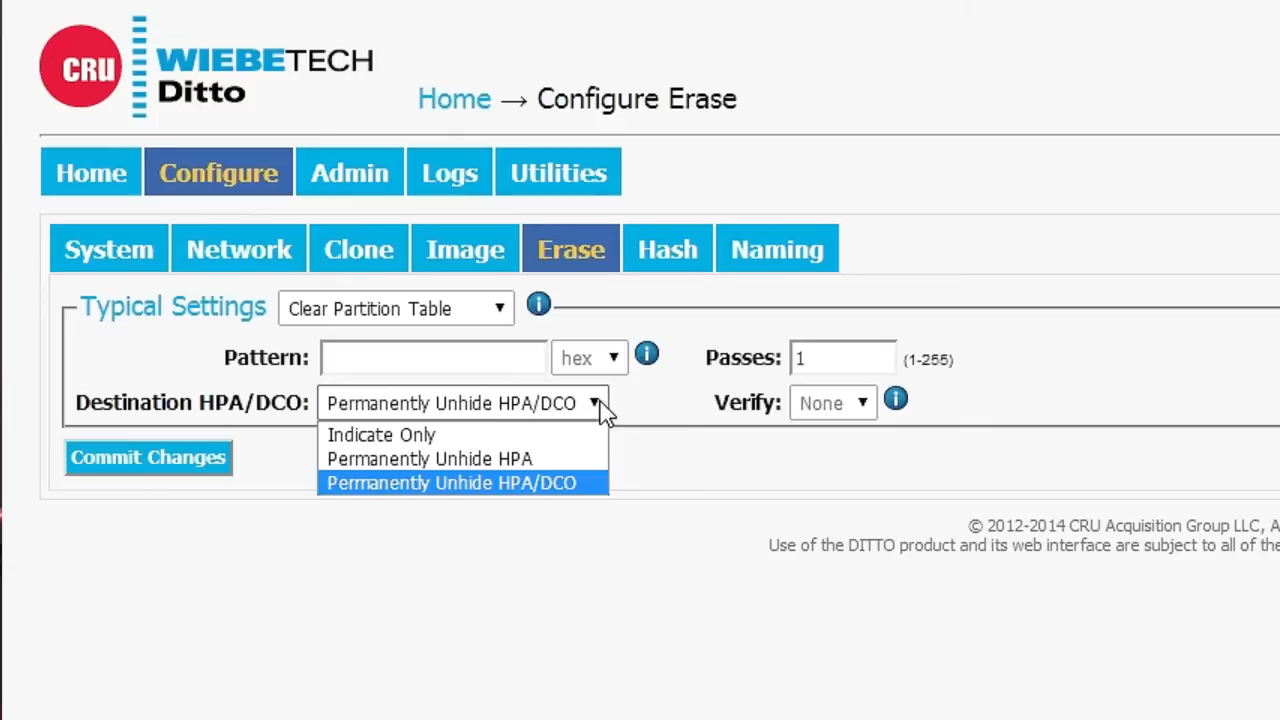 CRU WIEBETECH
Ditto
Home → Configure Erase
Home Configure Admin Logs Utilities
System Network Clone Image Erase Hash Naming
Typical Settings Clear Partition Table i
Pattern: hex i Passes: 1 (1-255)
Destination HPA/DCO: Permanently Unhide HPA/DCO Verify: None i
Indicate Only
Permanently Unhide HPA
Permanently Unhide HPA/DCO
Commit Changes
© 2012-2014 CRU Acquisition Group LLC, A
Use of the DITTO product and its web interface are subject to all of the